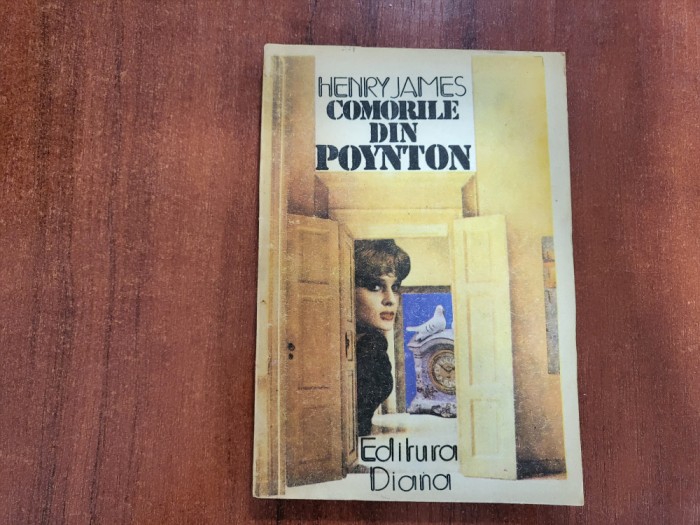 HENRY JAMES
COMORILE
DIN
POYNTON
Editura
Diana